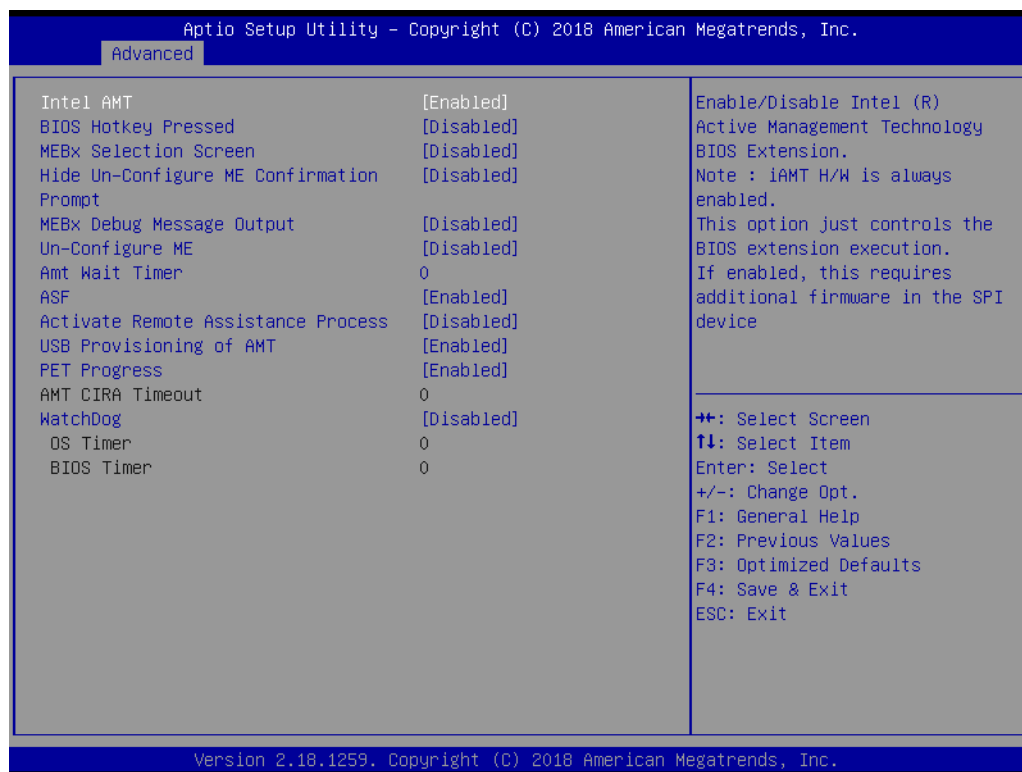 Aptio Setup Utility – Copyright (C) 2018 American Megatrends, Inc.
Advanced
Intel AMT [Enabled]
BIOS Hotkey Pressed [Disabled]
MEBx Selection Screen [Disabled]
Hide Un-Configure ME Confirmation [Disabled]
Prompt
MEBx Debug Message Output [Disabled]
Un-Configure ME [Disabled]
Amt Wait Timer 0
ASF [Enabled]
Activate Remote Assistance Process [Disabled]
USB Provisioning of AMT [Enabled]
PET Progress [Enabled]
AMT CIRA Timeout 0
WatchDog [Disabled]
OS Timer 0
BIOS Timer 0
Enable/Disable Intel (R)
Active Management Technology
BIOS Extension.
Note : iAMT H/W is always
enabled.
This option just controls the
BIOS extension execution.
If enabled, this requires
additional firmware in the SPI
device
→←: Select Screen
↑↓: Select Item
Enter: Select
+/-: Change Opt.
F1: General Help
F2: Previous Values
F3: Optimized Defaults
F4: Save & Exit
ESC: Exit
Version 2.18.1259. Copyright (C) 2018 American Megatrends, Inc.